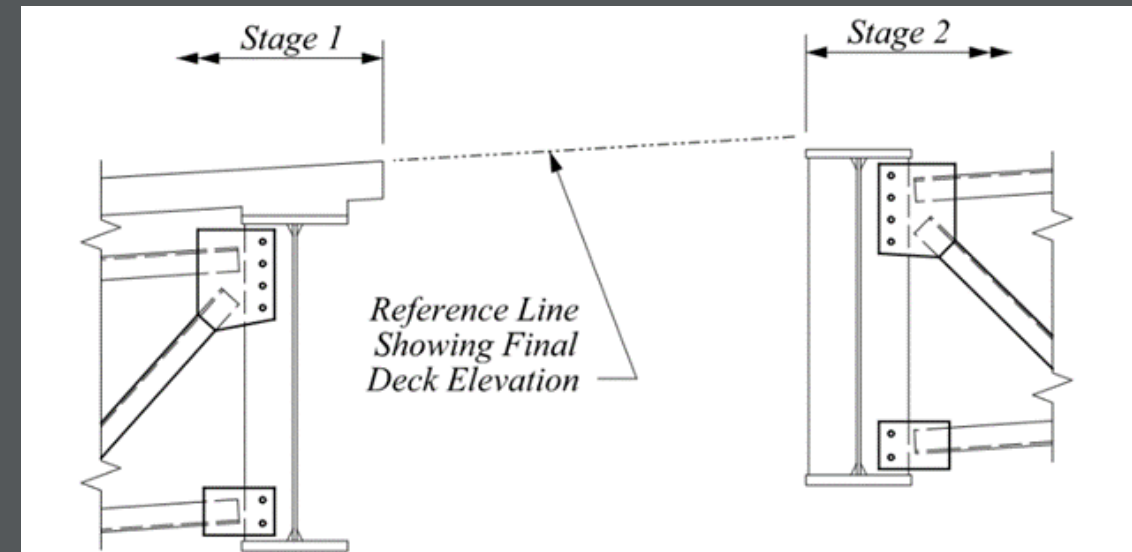 Stage 1
Stage 2
Reference Line
Showing Final
Deck Elevation